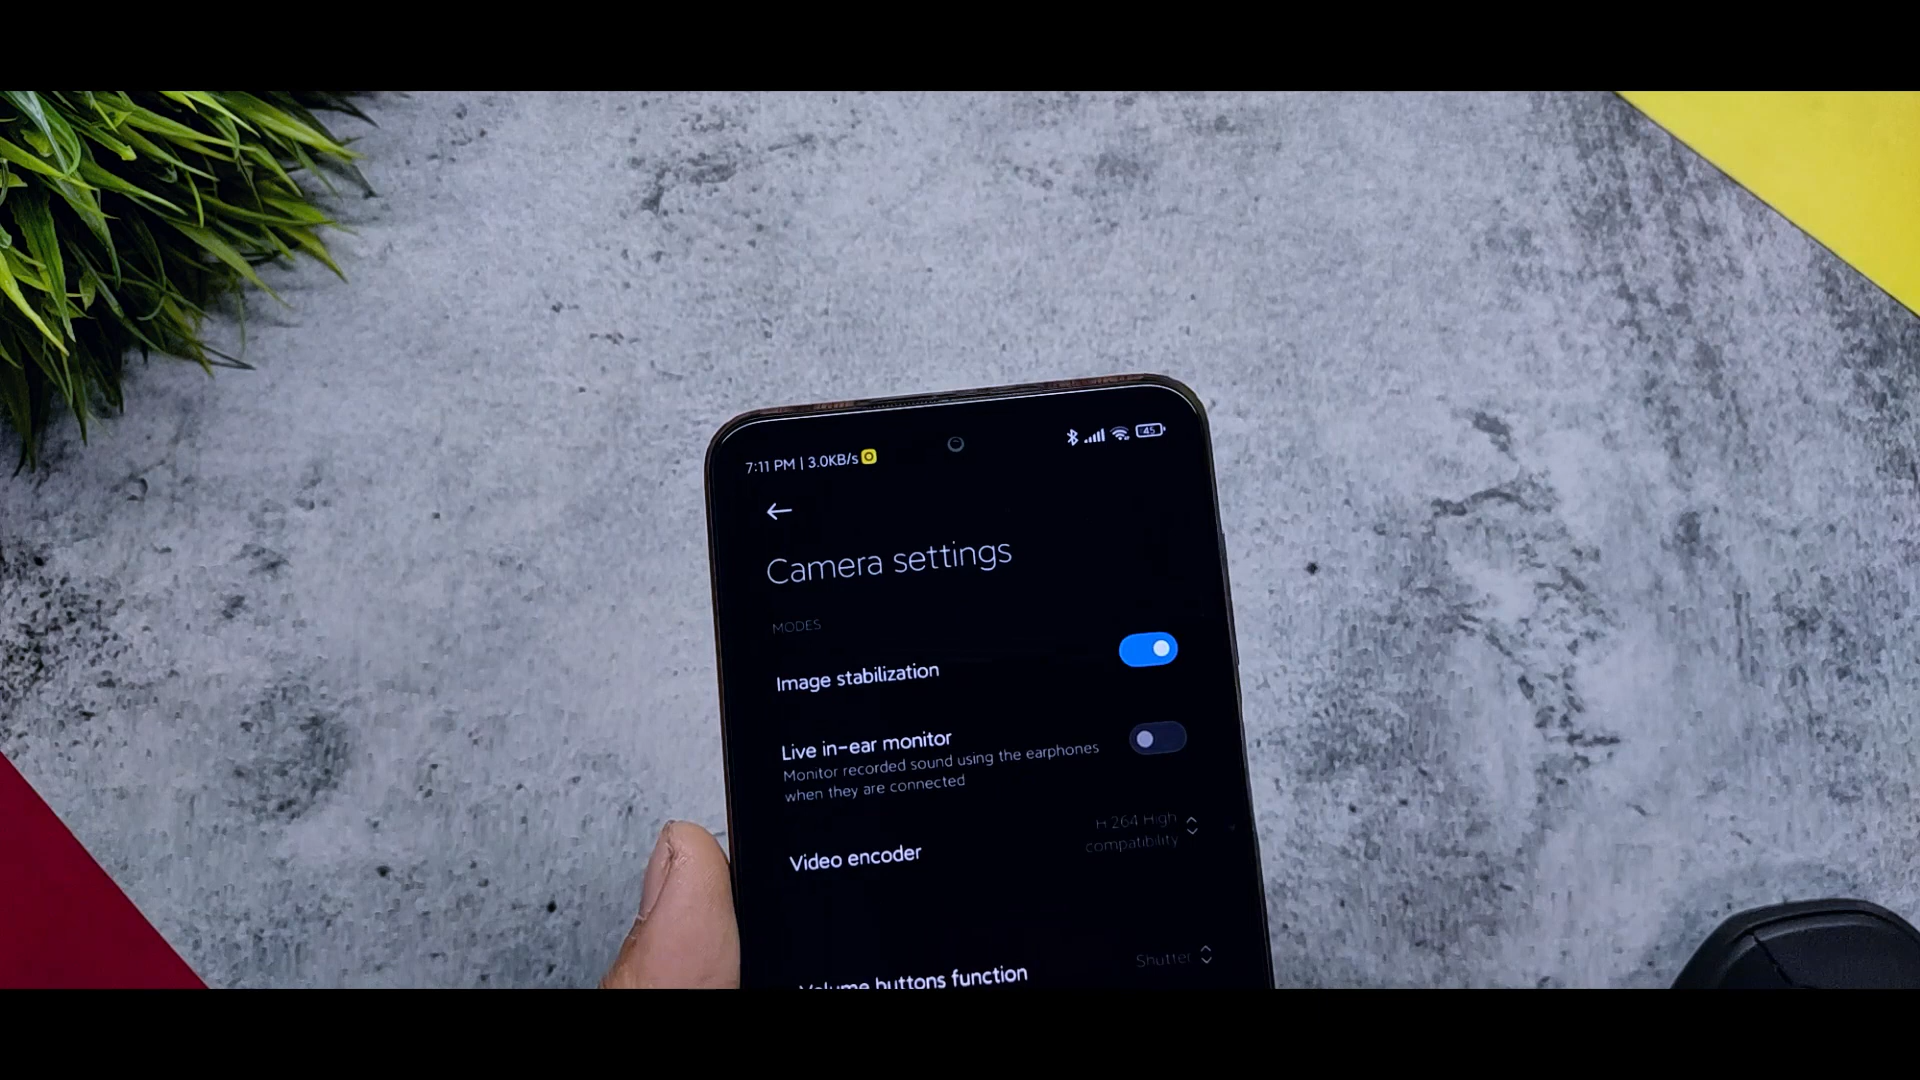 7:11 PM | 3.0KB/s
45
Camera settings
MODES
Image stabilization
Live in-ear monitor
Monitor recorded sound using the earphones
when they are connected
Video encoder
H.264 High
compatibility
Volume buttons function
Shutter